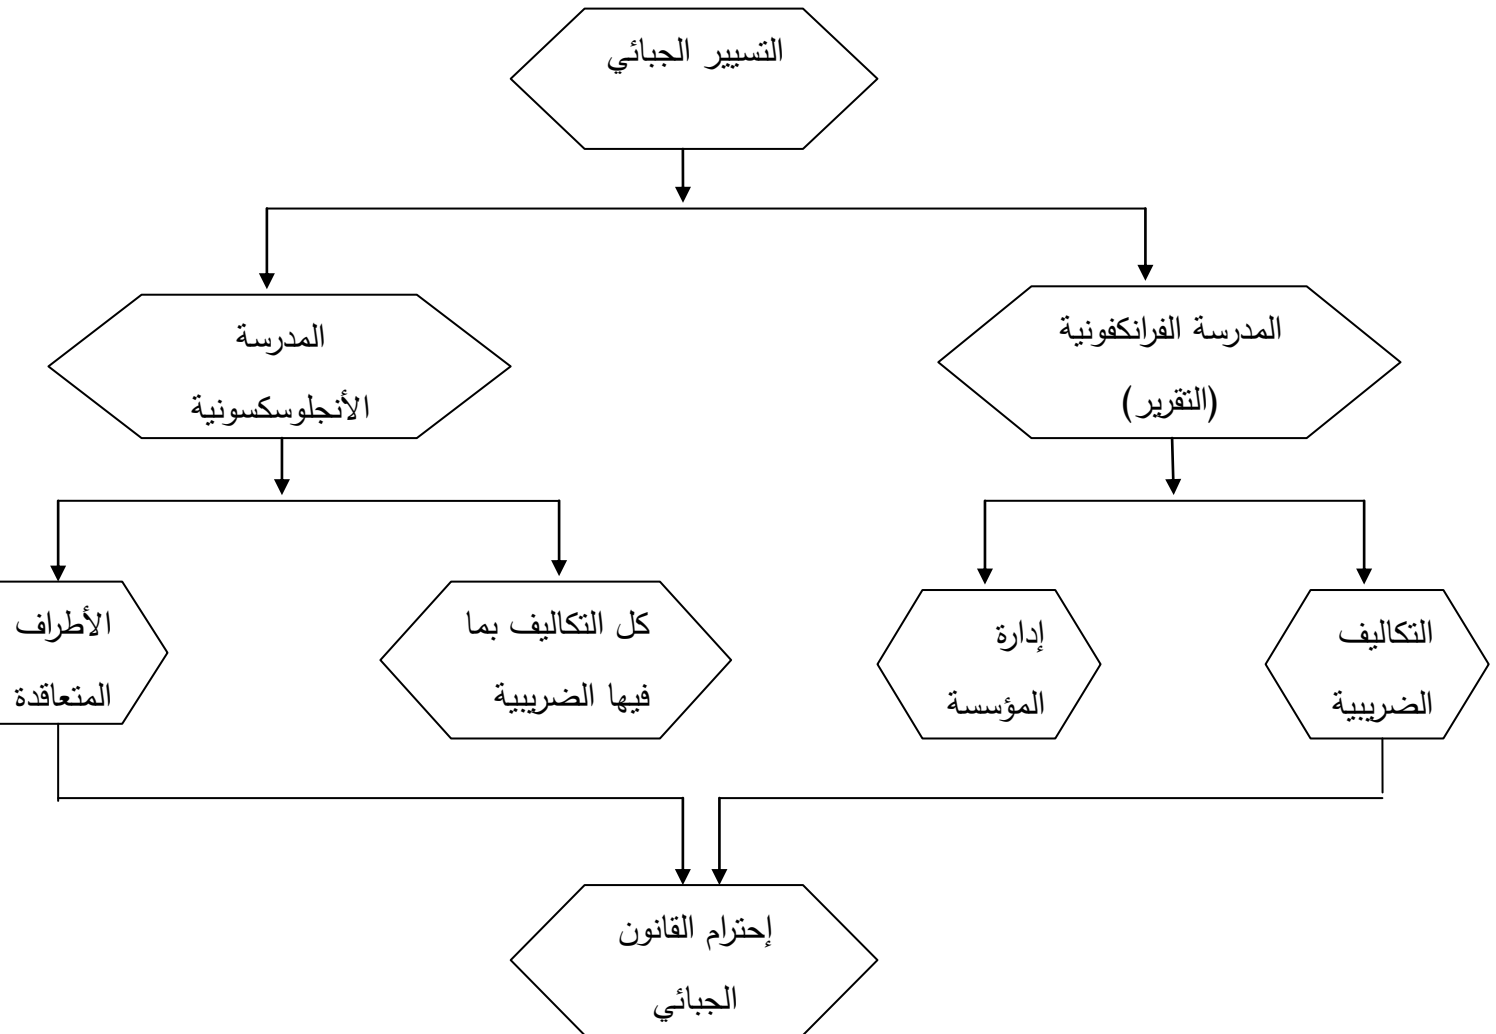 التسيير الجبائي
المدرسة الفرانكفونية
(التقرير)
المدرسة
الأنجلوسكسونية
التكاليف
الضريبية
إدارة
المؤسسة
كل التكاليف بما
فيها الضريبية
الأطراف
المتعاقدة
إحترام القانون
الجبائي